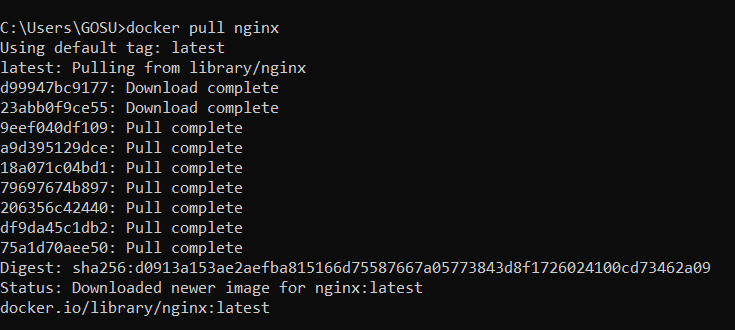 C:\Users\GOSU>docker pull nginx
Using default tag: latest
latest: Pulling from library/nginx
d99947bc9177: Download complete
23abb0f9ce55: Download complete
9eef040df109: Pull complete
a9d395129dce: Pull complete
18a071c04bd1: Pull complete
79697674b897: Pull complete
206356c42440: Pull complete
df9da45c1db2: Pull complete
75a1d70aee50: Pull complete
Digest: sha256:d0913a153ae2aefba815166d75587667a05773843d8f1726024100cd73462a09
Status: Downloaded newer image for nginx:latest
docker.io/library/nginx:latest